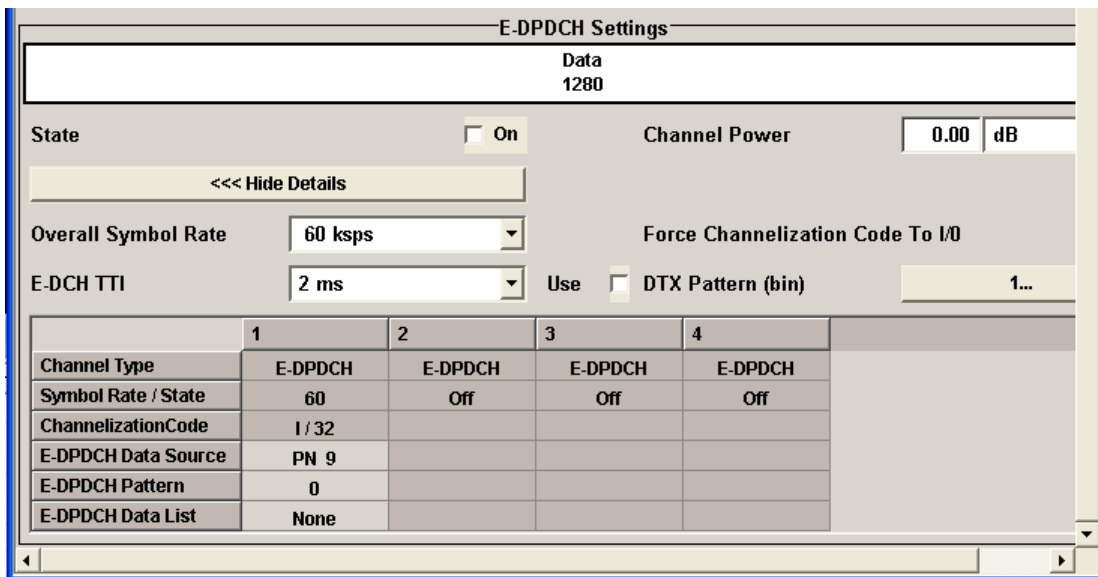 E-DPDCH Settings
Data
1280
State On Channel Power 0.00 dB
<<< Hide Details
Overall Symbol Rate 60 ksps Force Channelization Code To I/0
E-DCH TTI 2 ms Use DTX Pattern (bin) 1...
1 2 3 4
Channel Type E-DPDCH E-DPDCH E-DPDCH E-DPDCH
Symbol Rate / State 60 Off Off Off
ChannelizationCode I / 32
E-DPDCH Data Source PN 9
E-DPDCH Pattern 0
E-DPDCH Data List None